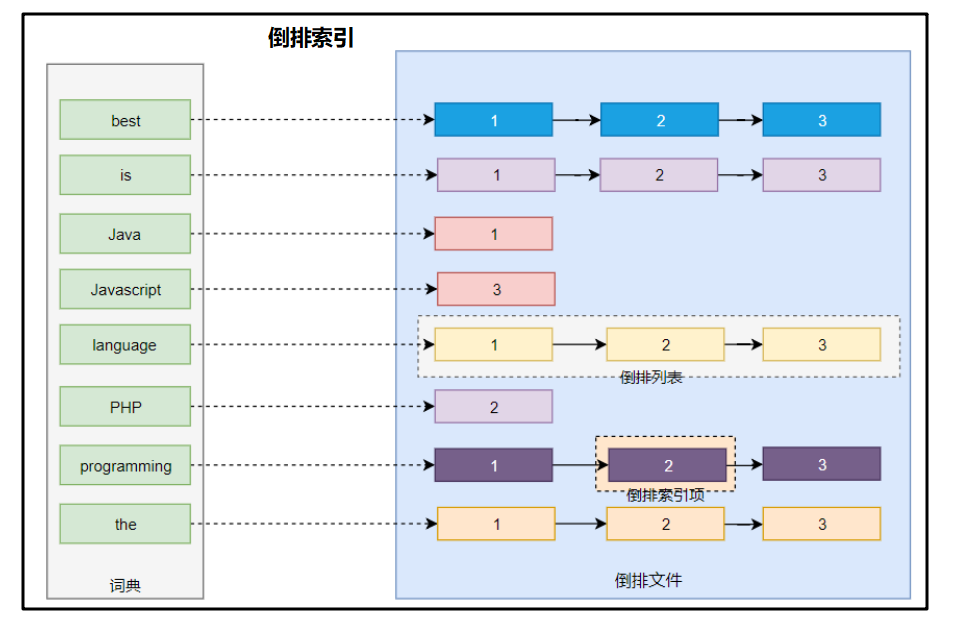 倒排索引
best 1 2 3
is 1 2 3
Java 1
Javascript 3
language 1 2 3
倒排列表
PHP 2
programming 1 2 3
倒排索引项
the 1 2 3
词典 倒排文件